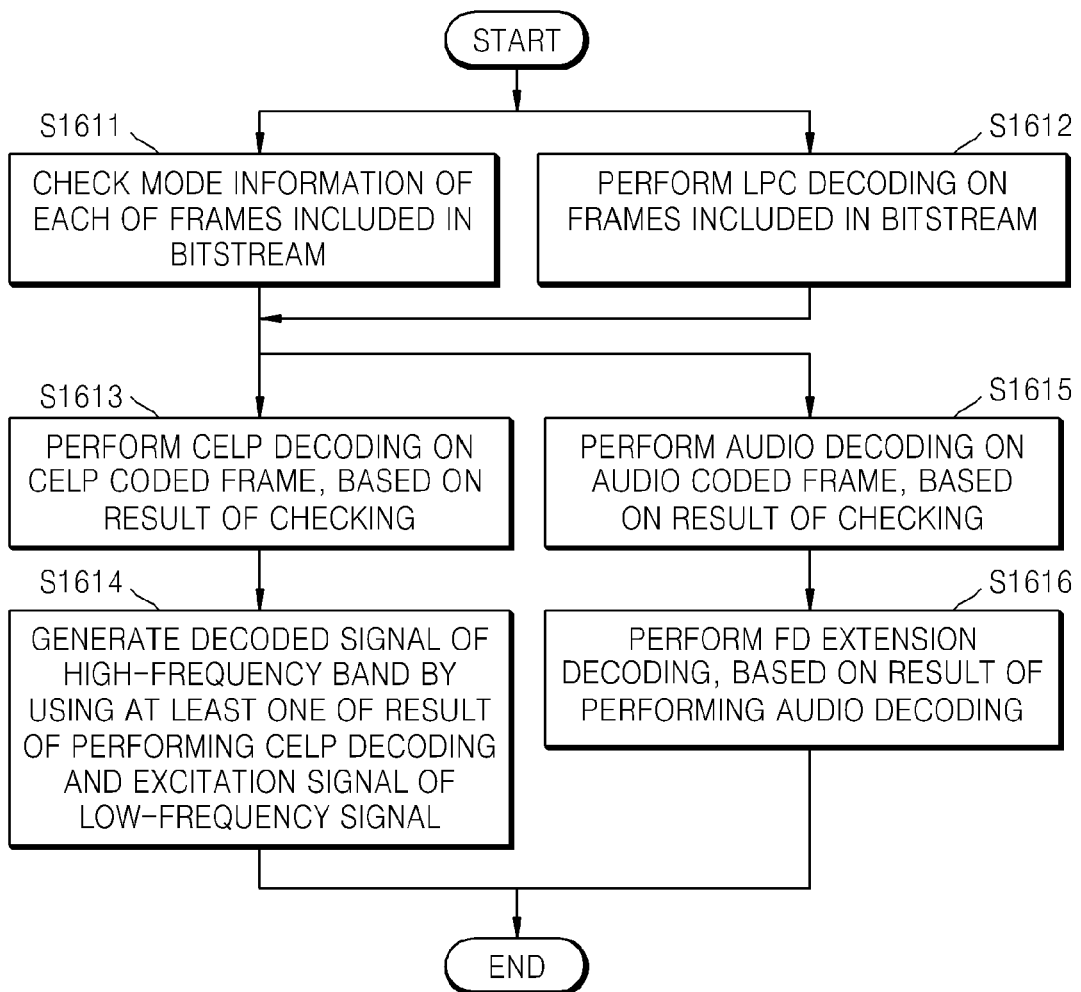 START
S1611
CHECK MODE INFORMATION OF
EACH OF FRAMES INCLUDED IN
BITSTREAM
S1612
PERFORM LPC DECODING ON
FRAMES INCLUDED IN BITSTREAM
S1613
PERFORM CELP DECODING ON
CELP CODED FRAME, BASED ON
RESULT OF CHECKING
S1615
PERFORM AUDIO DECODING ON
AUDIO CODED FRAME, BASED
ON RESULT OF CHECKING
S1614
GENERATE DECODED SIGNAL OF
HIGH-FREQUENCY BAND BY
USING AT LEAST ONE OF RESULT
OF PERFORMING CELP DECODING
AND EXCITATION SIGNAL OF
LOW-FREQUENCY SIGNAL
S1616
PERFORM FD EXTENSION
DECODING, BASED ON RESULT OF
PERFORMING AUDIO DECODING
END